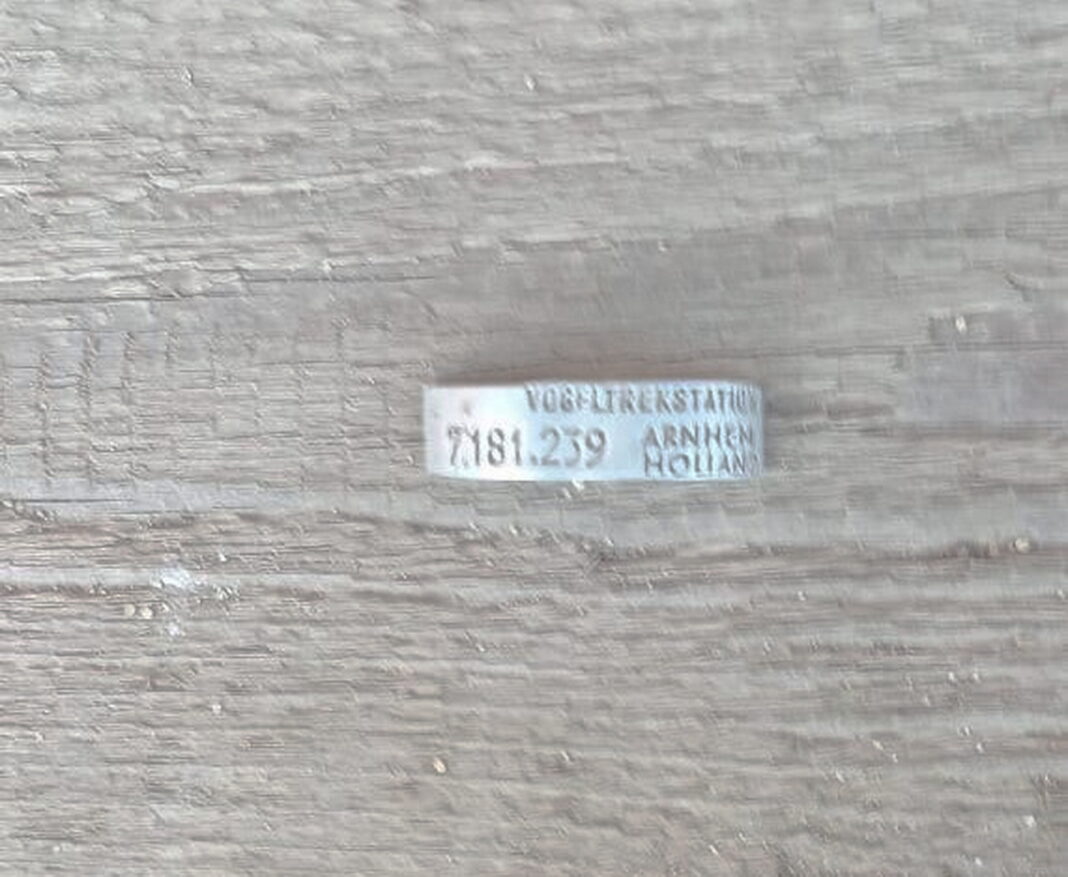 VOGELTREKSTATION
7.181.239 ARNHEM
HOLLAND